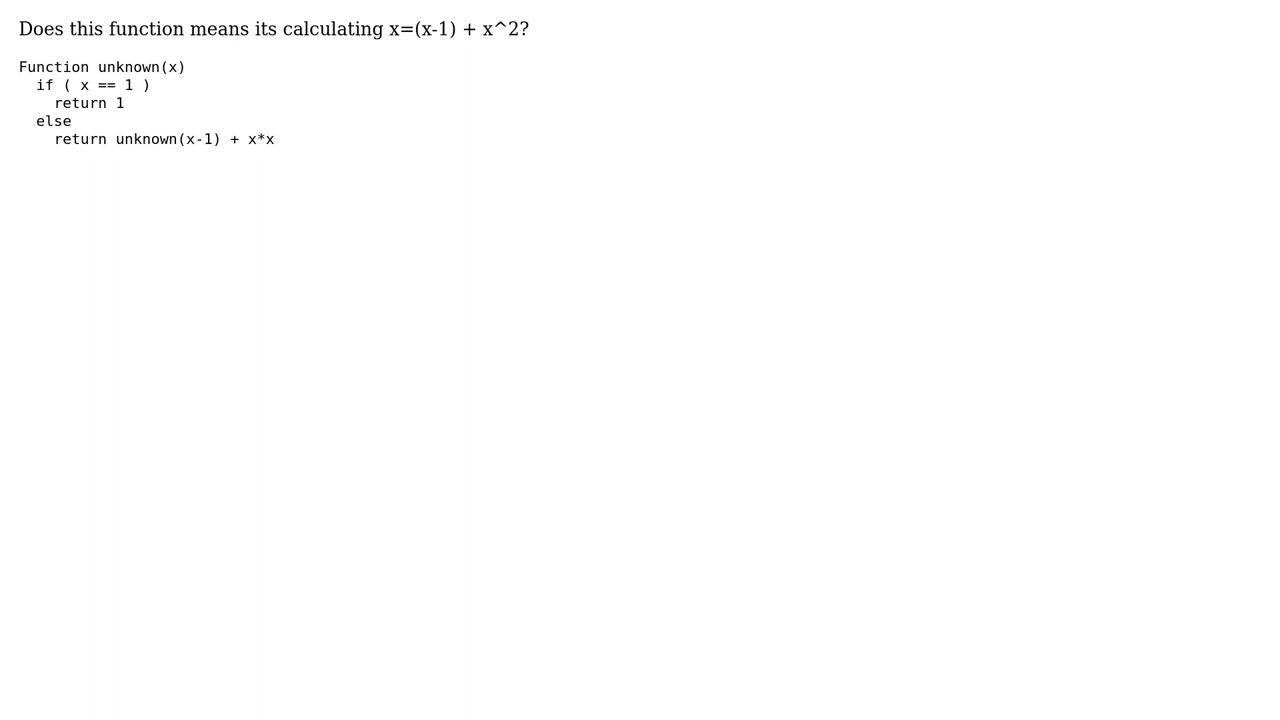 Does this function means its calculating x=(x-1) + x^2?
Function unknown(x)
  if ( x == 1 )
    return 1
  else
    return unknown(x-1) + x*x